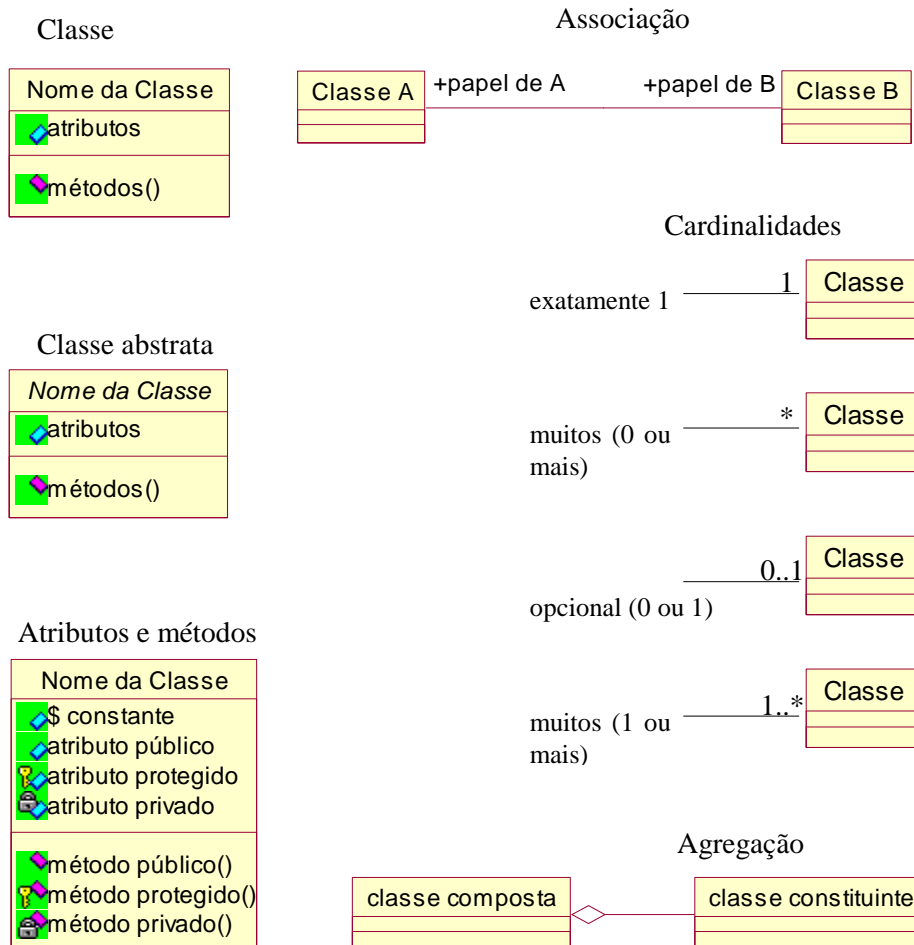 Classe
Nome da Classe
atributos
métodos()
Associação
Classe A
+papel de A
+papel de B
Classe B
Cardinalidades
exatamente 1
1
Classe
muitos (0 ou
mais)
*
Classe
opcional (0 ou 1)
0..1
Classe
muitos (1 ou
mais)
1..*
Classe
Classe abstrata
Nome da Classe
atributos
métodos()
Atributos e métodos
Nome da Classe
$ constante
atributo público
atributo protegido
atributo privado
método público()
método protegido()
método privado()
Agregação
classe composta
classe constituinte